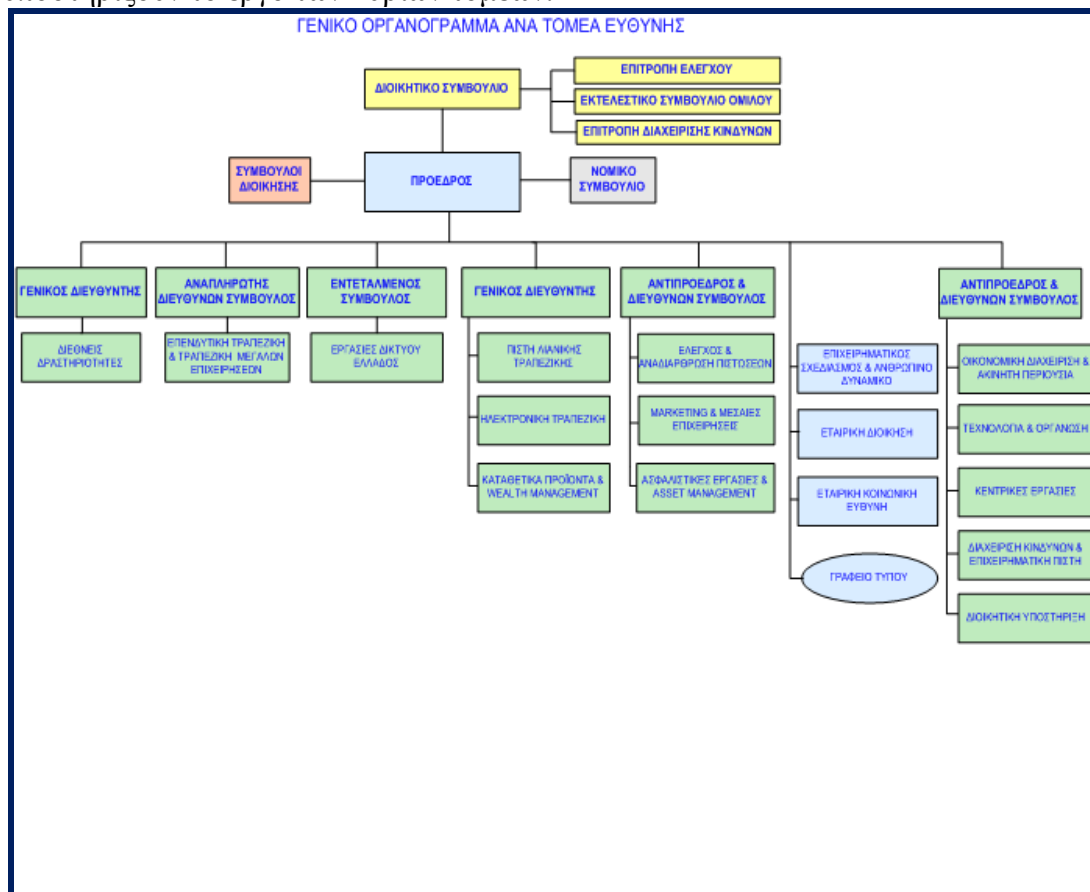 ΓΕΝΙΚΟ ΟΡΓΑΝΟΓΡΑΜΜΑ ΑΝΑ ΤΟΜΕΑ ΕΥΘΥΝΗΣ
ΔΙΟΙΚΗΤΙΚΟ ΣΥΜΒΟΥΛΙΟ
ΕΠΙΤΡΟΠΗ ΕΛΕΓΧΟΥ
ΕΚΤΕΛΕΣΤΙΚΟ ΣΥΜΒΟΥΛΙΟ ΟΜΙΛΟΥ
ΕΠΙΤΡΟΠΗ ΔΙΑΧΕΙΡΙΣΗΣ ΚΙΝΔΥΝΩΝ
ΣΥΜΒΟΥΛΟΙ
ΔΙΟΙΚΗΣΗΣ
ΠΡΟΕΔΡΟΣ
ΝΟΜΙΚΟ
ΣΥΜΒΟΥΛΙΟ
ΓΕΝΙΚΟΣ ΔΙΕΥΘΥΝΤΗΣ
ΔΙΕΘΝΕΙΣ
ΔΡΑΣΤΗΡΙΟΤΗΤΕΣ
ΑΝΑΠΛΗΡΩΤΗΣ
ΔΙΕΥΘΥΝΩΝ ΣΥΜΒΟΥΛΟΣ
ΕΠΕΝΔΥΤΙΚΗ ΤΡΑΠΕΖΙΚΗ
& ΤΡΑΠΕΖΙΚΗ ΜΕΓΑΛΩΝ
ΕΠΙΧΕΙΡΗΣΕΩΝ
ΕΝΤΕΤΑΛΜΕΝΟΣ
ΣΥΜΒΟΥΛΟΣ
ΕΡΓΑΣΙΕΣ ΔΙΚΤΥΟΥ
ΕΛΛΑΔΟΣ
ΓΕΝΙΚΟΣ ΔΙΕΥΘΥΝΤΗΣ
ΠΙΣΤΗ ΛΙΑΝΙΚΗΣ
ΤΡΑΠΕΖΙΚΗΣ
ΗΛΕΚΤΡΟΝΙΚΗ ΤΡΑΠΕΖΙΚΗ
ΚΑΤΑΘΕΤΙΚΑ ΠΡΟΪΟΝΤΑ &
WEALTH MANAGEMENT
ΑΝΤΙΠΡΟΕΔΡΟΣ &
ΔΙΕΥΘΥΝΩΝ ΣΥΜΒΟΥΛΟΣ
ΕΛΕΓΧΟΣ &
ΑΝΑΔΙΑΡΘΡΩΣΗ ΠΙΣΤΩΣΕΩΝ
MARKETING & ΜΕΣΑΙΕΣ
ΕΠΙΧΕΙΡΗΣΕΙΣ
ΑΣΦΑΛΙΣΤΙΚΕΣ ΕΡΓΑΣΙΕΣ &
ASSET MANAGEMENT
ΕΠΙΧΕΙΡΗΜΑΤΙΚΟΣ
ΣΧΕΔΙΑΣΜΟΣ & ΑΝΘΡΩΠΙΝΟ
ΔΥΝΑΜΙΚΟ
ΕΤΑΙΡΙΚΗ ΔΙΟΙΚΗΣΗ
ΕΤΑΙΡΙΚΗ ΚΟΙΝΩΝΙΚΗ
ΕΥΘΥΝΗ
ΓΡΑΦΕΙΟ ΤΥΠΟΥ
ΑΝΤΙΠΡΟΕΔΡΟΣ &
ΔΙΕΥΘΥΝΩΝ ΣΥΜΒΟΥΛΟΣ
ΟΙΚΟΝΟΜΙΚΗ ΔΙΑΧΕΙΡΙΣΗ &
ΑΚΙΝΗΤΗ ΠΕΡΙΟΥΣΙΑ
ΤΕΧΝΟΛΟΓΙΑ & ΟΡΓΑΝΩΣΗ
ΚΕΝΤΡΙΚΕΣ ΕΡΓΑΣΙΕΣ
ΔΙΑΧΕΙΡΙΣΗ ΚΙΝΔΥΝΩΝ &
ΕΠΙΧΕΙΡΗΜΑΤΙΚΗ ΠΙΣΤΗ
ΔΙΟΙΚΗΤΙΚΗ ΥΠΟΣΤΗΡΙΞΗ